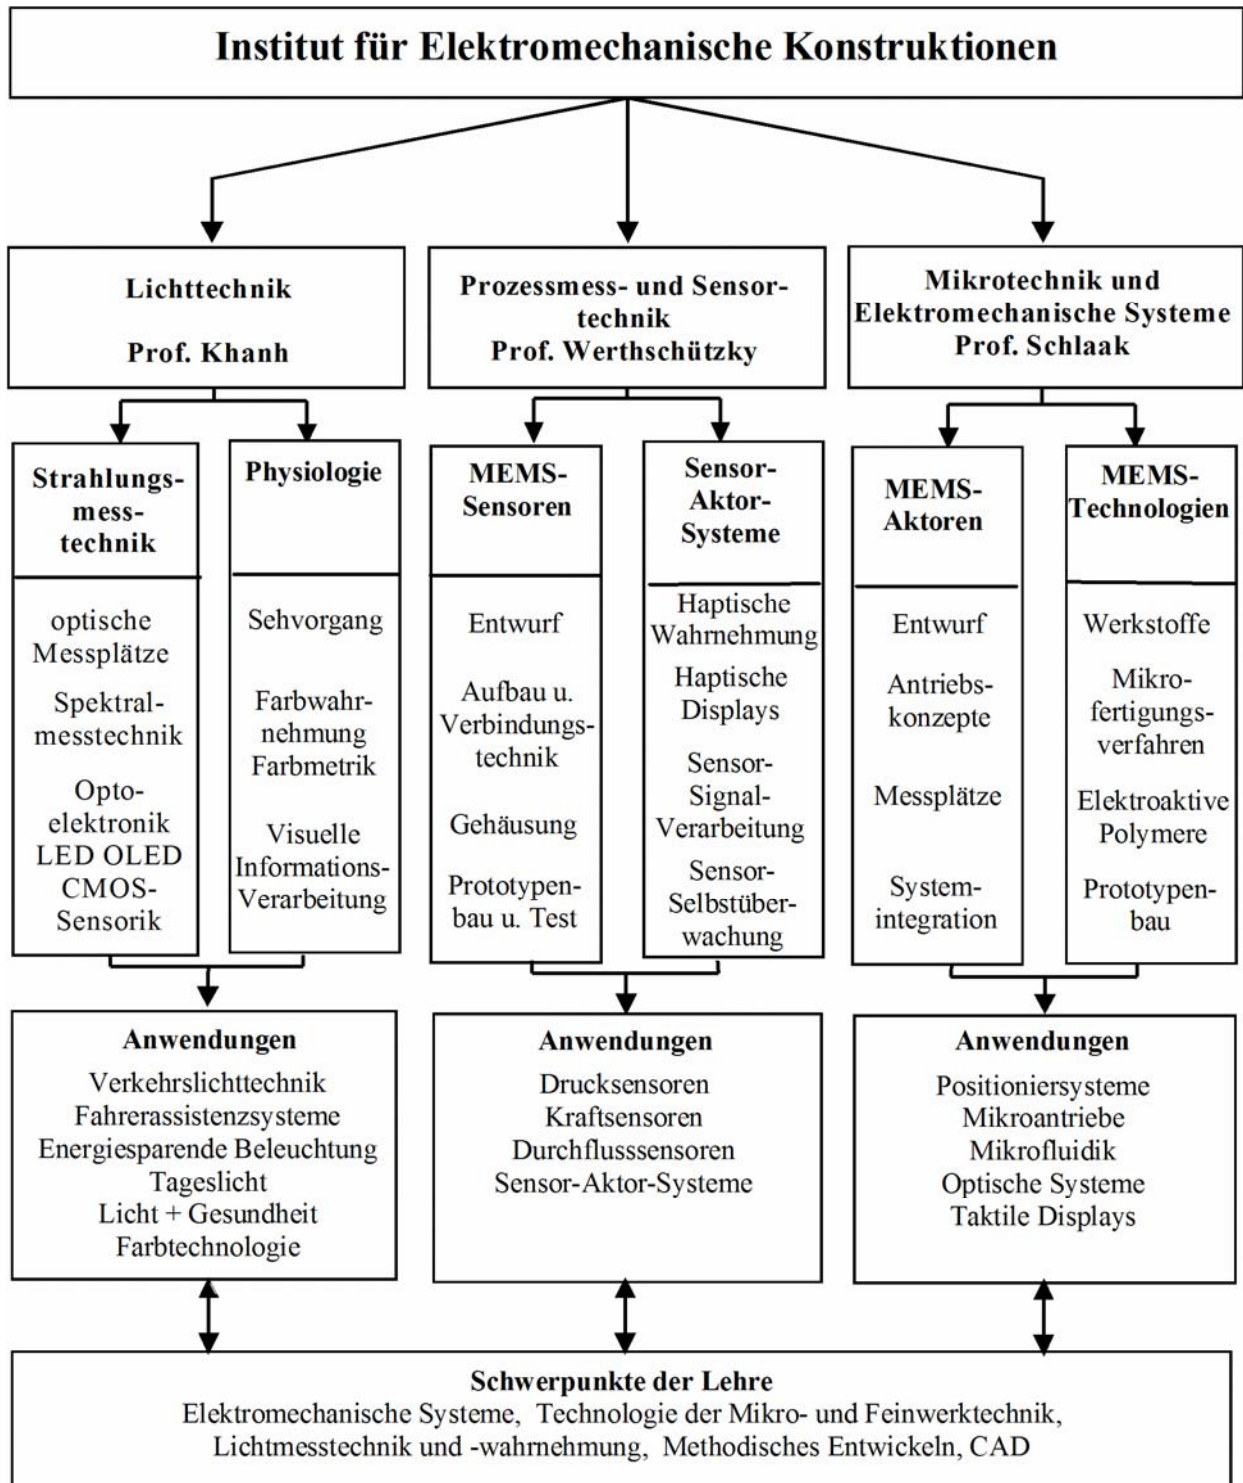 Institut für Elektromechanische Konstruktionen
Lichttechnik
Prof. Khanh
Prozessmess- und Sensor-
technik
Prof. Werthschützky
Mikrotechnik und
Elektromechanische Systeme
Prof. Schlaak
Strahlungs-
mess-
technik
optische
Messplätze
Spektral-
messtechnik
Opto-
elektronik
LED OLED
CMOS-
Sensorik
Physiologie
Sehvorgang
Farbwahr-
nehmung
Farbmetrik
Visuelle
Informations-
Verarbeitung
MEMS-
Sensoren
Entwurf
Aufbau u.
Verbindungs-
technik
Gehäusung
Prototypen-
bau u. Test
Sensor-
Aktor-
Systeme
Haptische
Wahrnehmung
Haptische
Displays
Sensor-
Signal-
Verarbeitung
Sensor-
Selbstüber-
wachung
MEMS-
Aktoren
Entwurf
Antriebs-
konzepte
Messplätze
System-
integration
MEMS-
Technologien
Werkstoffe
Mikro-
fertigungs-
verfahren
Elektroaktive
Polymere
Prototypen-
bau
Anwendungen
Verkehrslichttechnik
Fahrerassistenzsysteme
Energiesparende Beleuchtung
Tageslicht
Licht + Gesundheit
Farbtechnologie
Anwendungen
Drucksensoren
Kraftsensoren
Durchflusssensoren
Sensor-Aktor-Systeme
Anwendungen
Positioniersysteme
Mikroantriebe
Mikrofluidik
Optische Systeme
Taktile Displays
Schwerpunkte der Lehre
Elektromechanische Systeme, Technologie der Mikro- und Feinwerktechnik,
Lichtmesstechnik und -wahrnehmung, Methodisches Entwickeln, CAD